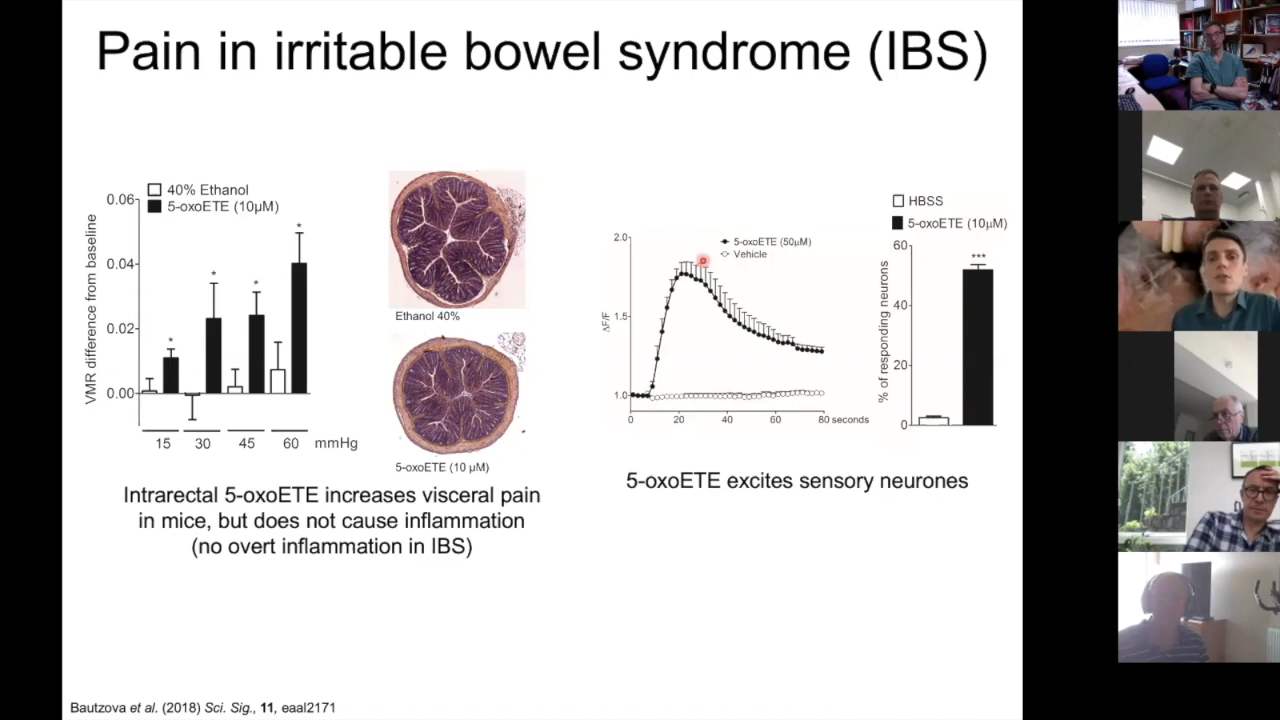 Pain in irritable bowel syndrome (IBS)
40% Ethanol
5-oxoETE (10µM)
VMR difference from baseline
0.06
0.04
0.02
0.00
*
*
*
*
15
30
45
60
mmHg
Ethanol 40%
5-oxoETE (10 µM)
Intrarectal 5-oxoETE increases visceral pain
in mice, but does not cause inflammation
(no overt inflammation in IBS)
5-oxoETE (50µM)
Vehicle
ΔF/F
2.0
1.5
1.0
0
20
40
60
80 seconds
HBSS
5-oxoETE (10µM)
% of responding neurons
60
40
20
0
***
5-oxoETE excites sensory neurones
Bautzova et al. (2018) Sci. Sig., 11, eaal2171